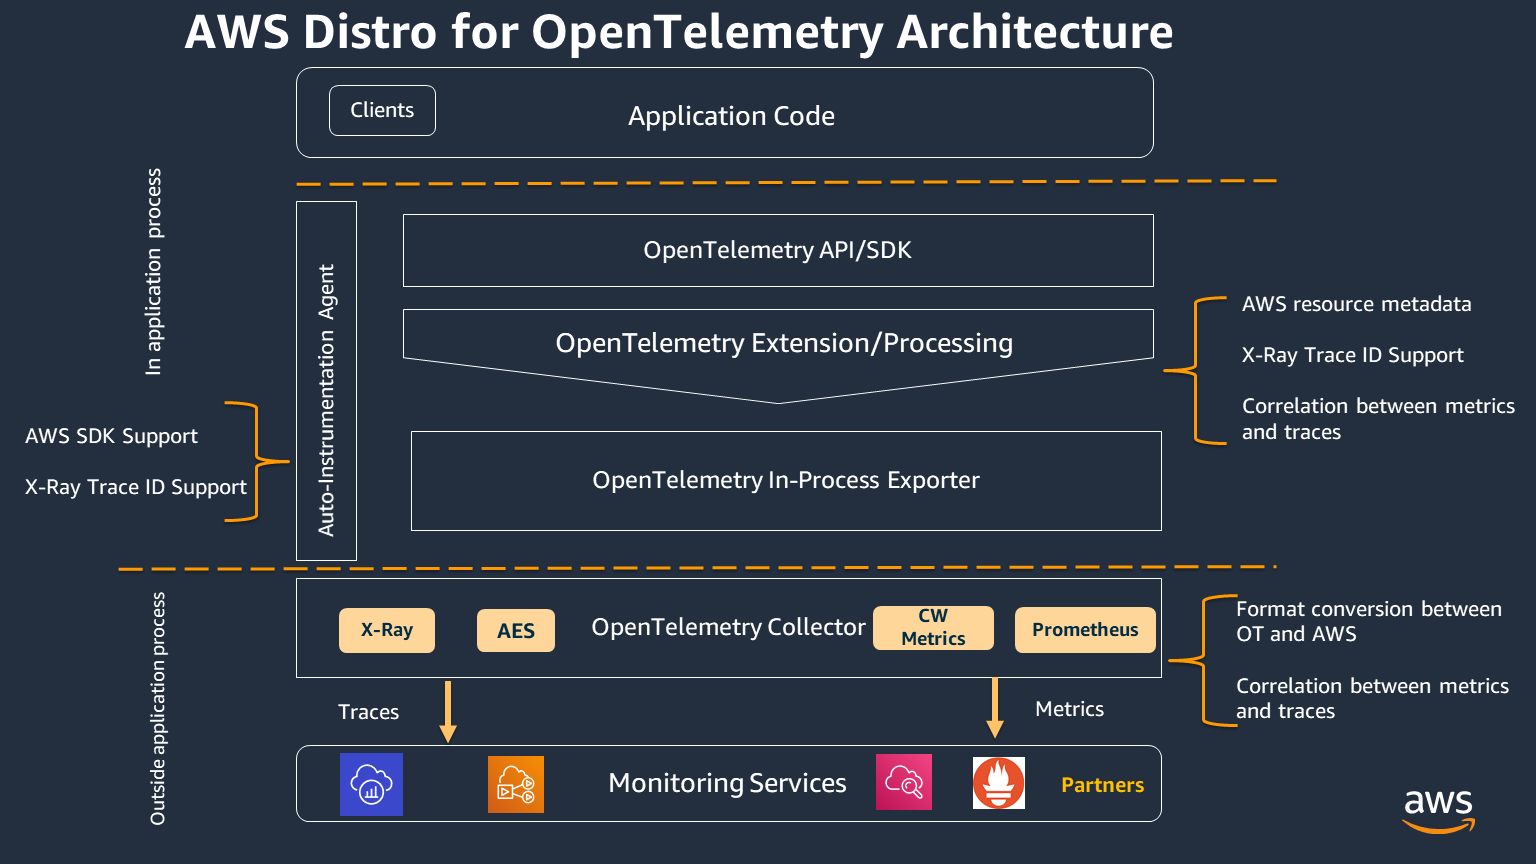 AWS Distro for OpenTelemetry Architecture
Clients
Application Code
In application process
Auto-Instrumentation Agent
OpenTelemetry API/SDK
OpenTelemetry Extension/Processing
AWS resource metadata
X-Ray Trace ID Support
Correlation between metrics
and traces
AWS SDK Support
X-Ray Trace ID Support
OpenTelemetry In-Process Exporter
Outside application process
X-Ray
AES
OpenTelemetry Collector
CW
Metrics
Prometheus
Format conversion between
OT and AWS
Correlation between metrics
and traces
Traces
Metrics
Monitoring Services
Partners
aws